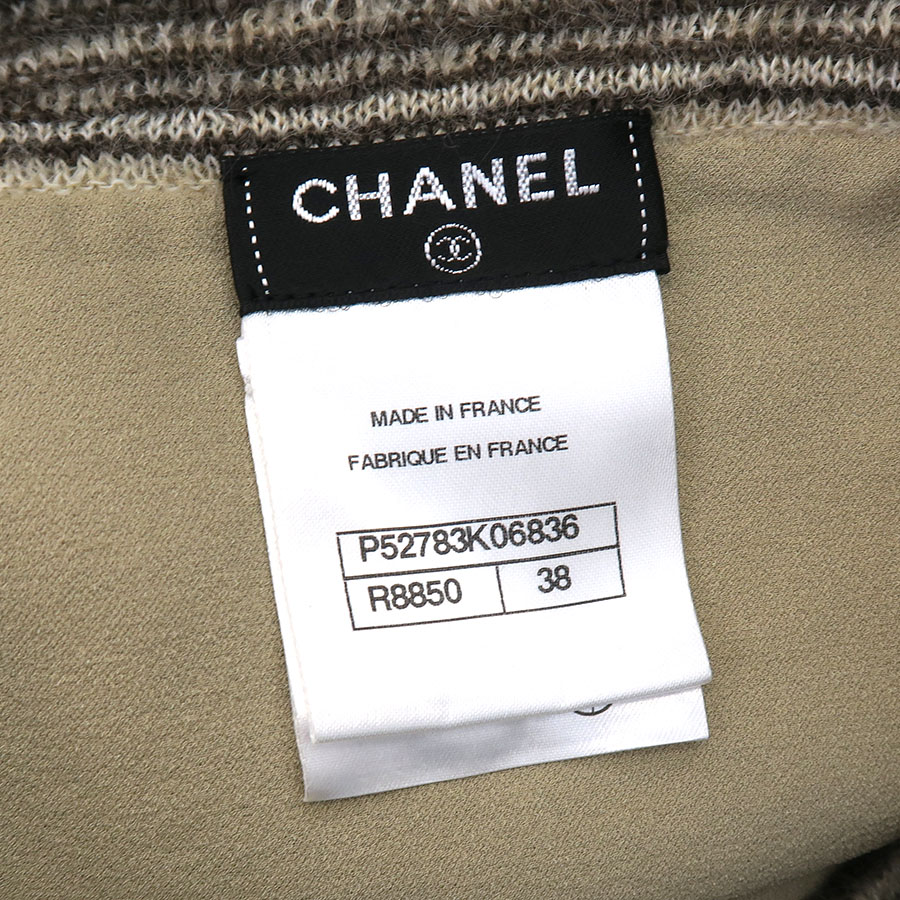 CHANEL
MADE IN FRANCE
FABRIQUE EN FRANCE
P52783K06836
R8850 38